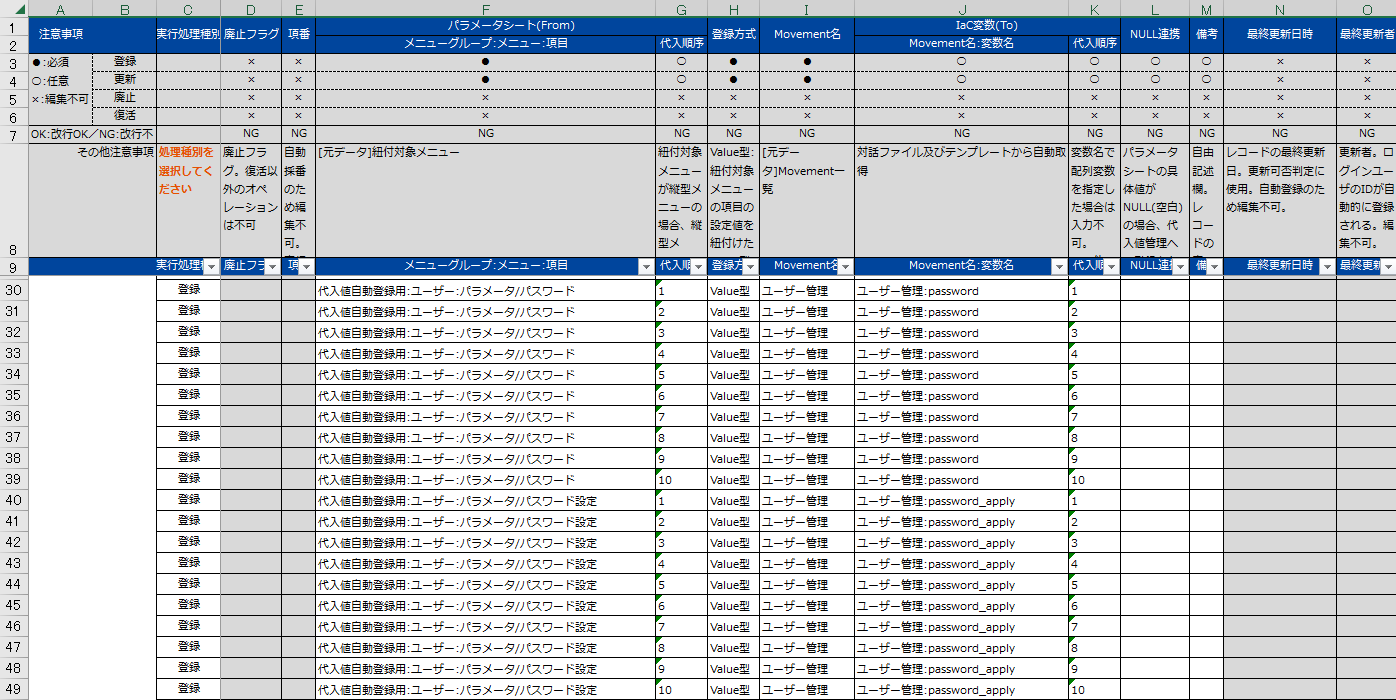 A B C D E F G H I J K L M N O
1 注意事項 実行処理種別 廃止フラグ 項番 パラメータシート(From) 登録方式 Movement名 IaC変数(To) NULL連携 備考 最終更新日時 最終更新者
2 メニューグループ:メニュー:項目 代入順序 Movement名:変数名 代入順序
3 ●:必須 登録 × × ● ○ ● ● ○ ○ ○ ○ × ×
4 ○:任意 更新 × × ● ○ ● ● ○ ○ ○ ○ × ×
5 ×:編集不可 廃止 × × × × × × × × × ○ × ×
6 復活 × × × × × × × × × ○ × ×
7 OK:改行OK/NG:改行不 NG NG NG NG NG NG NG NG NG NG NG NG
8 その他注意事項
処理種別を
選択してく
ださい
廃止フラ
グ。復活以
外のオペ
レーション
は不可
自動
採番
のた
め編
集不
可。
[元データ]紐付対象メニュー
紐付対象
メニュー
が縦型メ
ニューの
場合、縦
型メ
Value型:
紐付対象
メニュー
の項目の
設定値を
紐付けた
[元デー
タ]Movement一
覧
対話ファイル及びテンプレートから自動取
得
変数名で
配列変数
を指定し
た場合は
入力不
可。
パラメータ
シートの具
体値が
NULL(空白)
の場合、代
入値管理へ
自由
記述
欄。
レ
コー
ドの
レコードの最終更新
日。更新可否判定に
使用。自動登録のた
め編集不可。
更新者。ロ
グインユー
ザのIDが自
動的に登録
される。編
集不可。
9 実行処理種 廃止フラ 項 メニューグループ:メニュー:項目 代入順 登録方 Movement名 Movement名:変数名 代入順 NULL連携 備 最終更新日時 最終更新
30 登録 代入値自動登録用:ユーザー:パラメータ/パスワード 1 Value型 ユーザー管理 ユーザー管理:password 1
31 登録 代入値自動登録用:ユーザー:パラメータ/パスワード 2 Value型 ユーザー管理 ユーザー管理:password 2
32 登録 代入値自動登録用:ユーザー:パラメータ/パスワード 3 Value型 ユーザー管理 ユーザー管理:password 3
33 登録 代入値自動登録用:ユーザー:パラメータ/パスワード 4 Value型 ユーザー管理 ユーザー管理:password 4
34 登録 代入値自動登録用:ユーザー:パラメータ/パスワード 5 Value型 ユーザー管理 ユーザー管理:password 5
35 登録 代入値自動登録用:ユーザー:パラメータ/パスワード 6 Value型 ユーザー管理 ユーザー管理:password 6
36 登録 代入値自動登録用:ユーザー:パラメータ/パスワード 7 Value型 ユーザー管理 ユーザー管理:password 7
37 登録 代入値自動登録用:ユーザー:パラメータ/パスワード 8 Value型 ユーザー管理 ユーザー管理:password 8
38 登録 代入値自動登録用:ユーザー:パラメータ/パスワード 9 Value型 ユーザー管理 ユーザー管理:password 9
39 登録 代入値自動登録用:ユーザー:パラメータ/パスワード 10 Value型 ユーザー管理 ユーザー管理:password 10
40 登録 代入値自動登録用:ユーザー:パラメータ/パスワード設定 1 Value型 ユーザー管理 ユーザー管理:password_apply 1
41 登録 代入値自動登録用:ユーザー:パラメータ/パスワード設定 2 Value型 ユーザー管理 ユーザー管理:password_apply 2
42 登録 代入値自動登録用:ユーザー:パラメータ/パスワード設定 3 Value型 ユーザー管理 ユーザー管理:password_apply 3
43 登録 代入値自動登録用:ユーザー:パラメータ/パスワード設定 4 Value型 ユーザー管理 ユーザー管理:password_apply 4
44 登録 代入値自動登録用:ユーザー:パラメータ/パスワード設定 5 Value型 ユーザー管理 ユーザー管理:password_apply 5
45 登録 代入値自動登録用:ユーザー:パラメータ/パスワード設定 6 Value型 ユーザー管理 ユーザー管理:password_apply 6
46 登録 代入値自動登録用:ユーザー:パラメータ/パスワード設定 7 Value型 ユーザー管理 ユーザー管理:password_apply 7
47 登録 代入値自動登録用:ユーザー:パラメータ/パスワード設定 8 Value型 ユーザー管理 ユーザー管理:password_apply 8
48 登録 代入値自動登録用:ユーザー:パラメータ/パスワード設定 9 Value型 ユーザー管理 ユーザー管理:password_apply 9
49 登録 代入値自動登録用:ユーザー:パラメータ/パスワード設定 10 Value型 ユーザー管理 ユーザー管理:password_apply 10